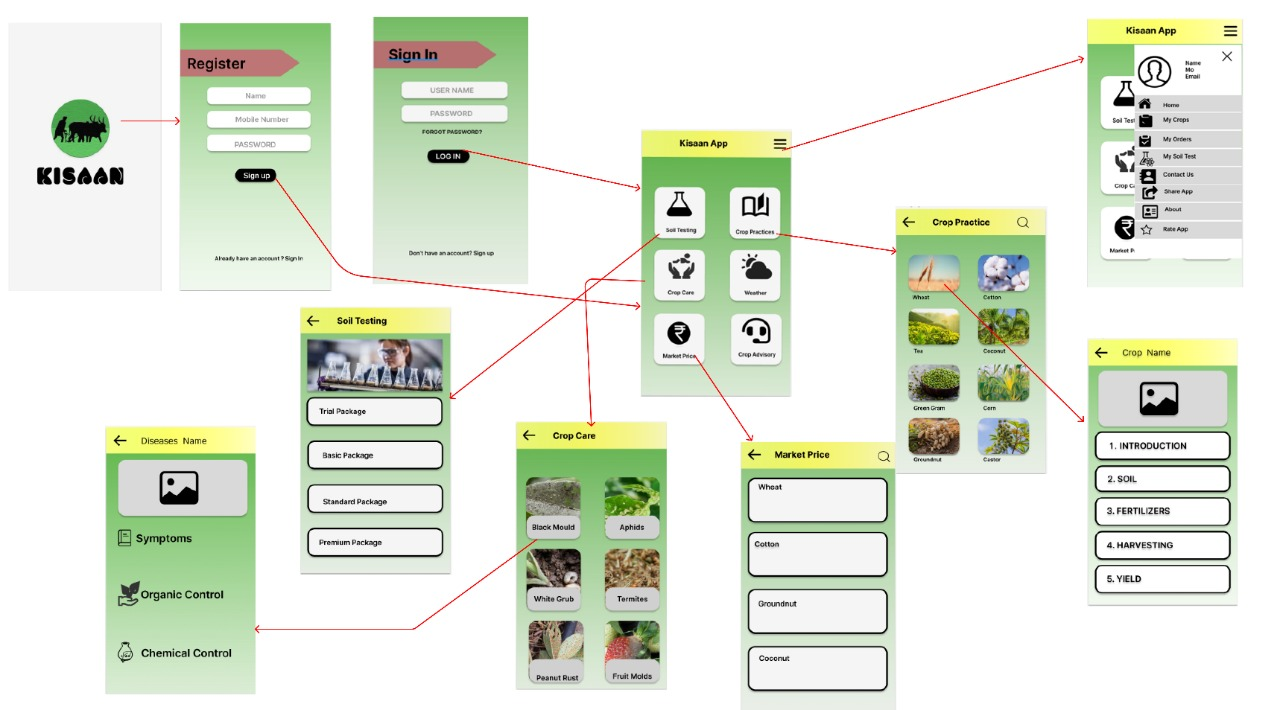 KISAAN
Register
Name
Mobile Number
PASSWORD
Sign up
Already have an account ? Sign In
Sign In
USER NAME
PASSWORD
FORGOT PASSWORD?
LOG IN
Don't have an account? Sign up
Kisaan App
Soil Testing
Crop Practices
Crop Care
Weather
Market Price
Crop Advisory
Kisaan App
Name
Mo
Email
Home
My Crops
My Orders
My Soil Test
Contact Us
Share App
About
Rate App
Soil Test
Crop Ca
Market P
Crop Practice
Wheat
Cotton
Tea
Coconut
Green Gram
Corn
Groundnut
Castor
Crop Name
1. INTRODUCTION
2. SOIL
3. FERTILIZERS
4. HARVESTING
5. YIELD
Soil Testing
Trial Package
Basic Package
Standard Package
Premium Package
Diseases Name
Symptoms
Organic Control
Chemical Control
Crop Care
Black Mould
Aphids
White Grub
Termites
Peanut Rust
Fruit Molds
Market Price
Wheat
Cotton
Groundnut
Coconut